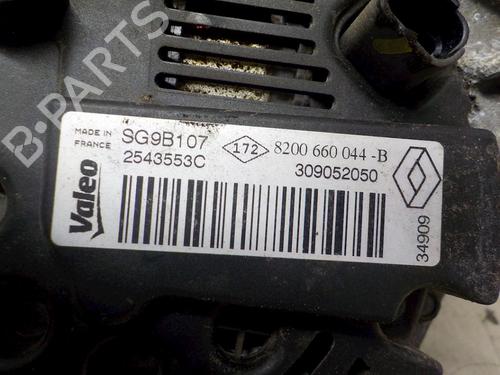 B-PARTS
MADE IN
FRANCE
Valeo
SG9B107
2543553C
172
8200 660 044 -B
309052050
34909